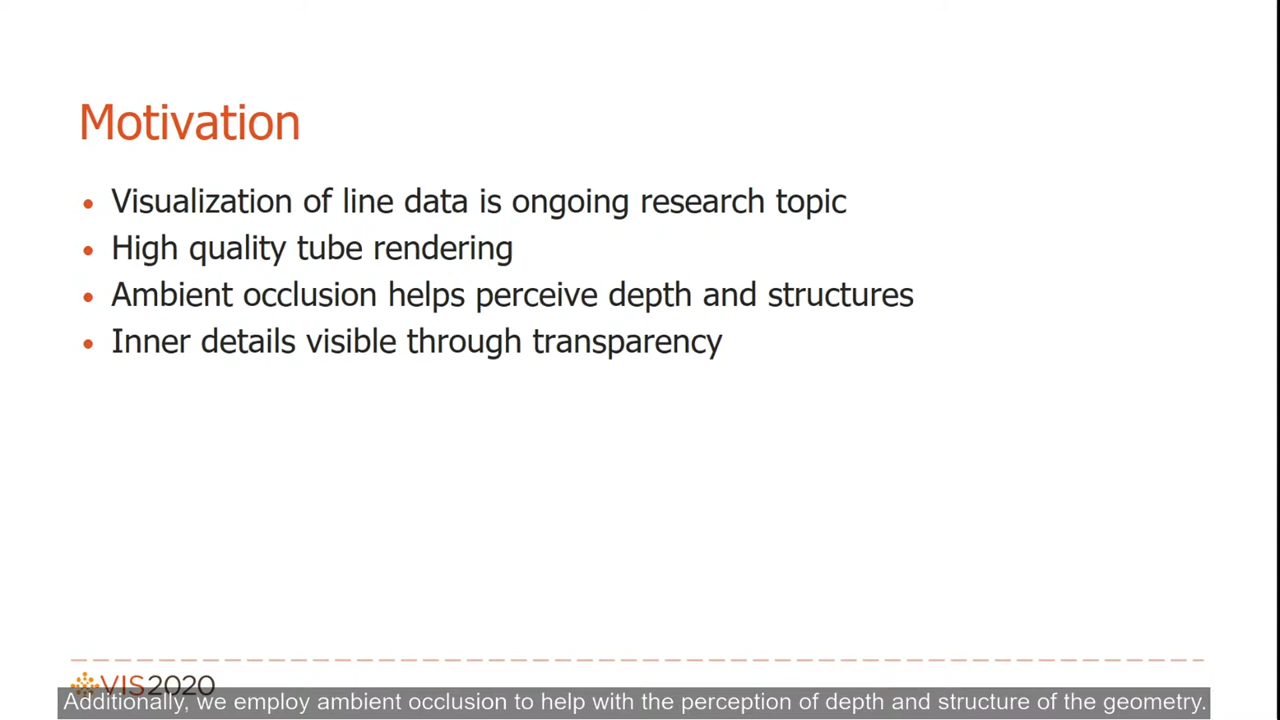 Motivation
Visualization of line data is ongoing research topic
High quality tube rendering
Ambient occlusion helps perceive depth and structures
Inner details visible through transparency
VIS2020
Additionally, we employ ambient occlusion to help with the perception of depth and structure of the geometry.